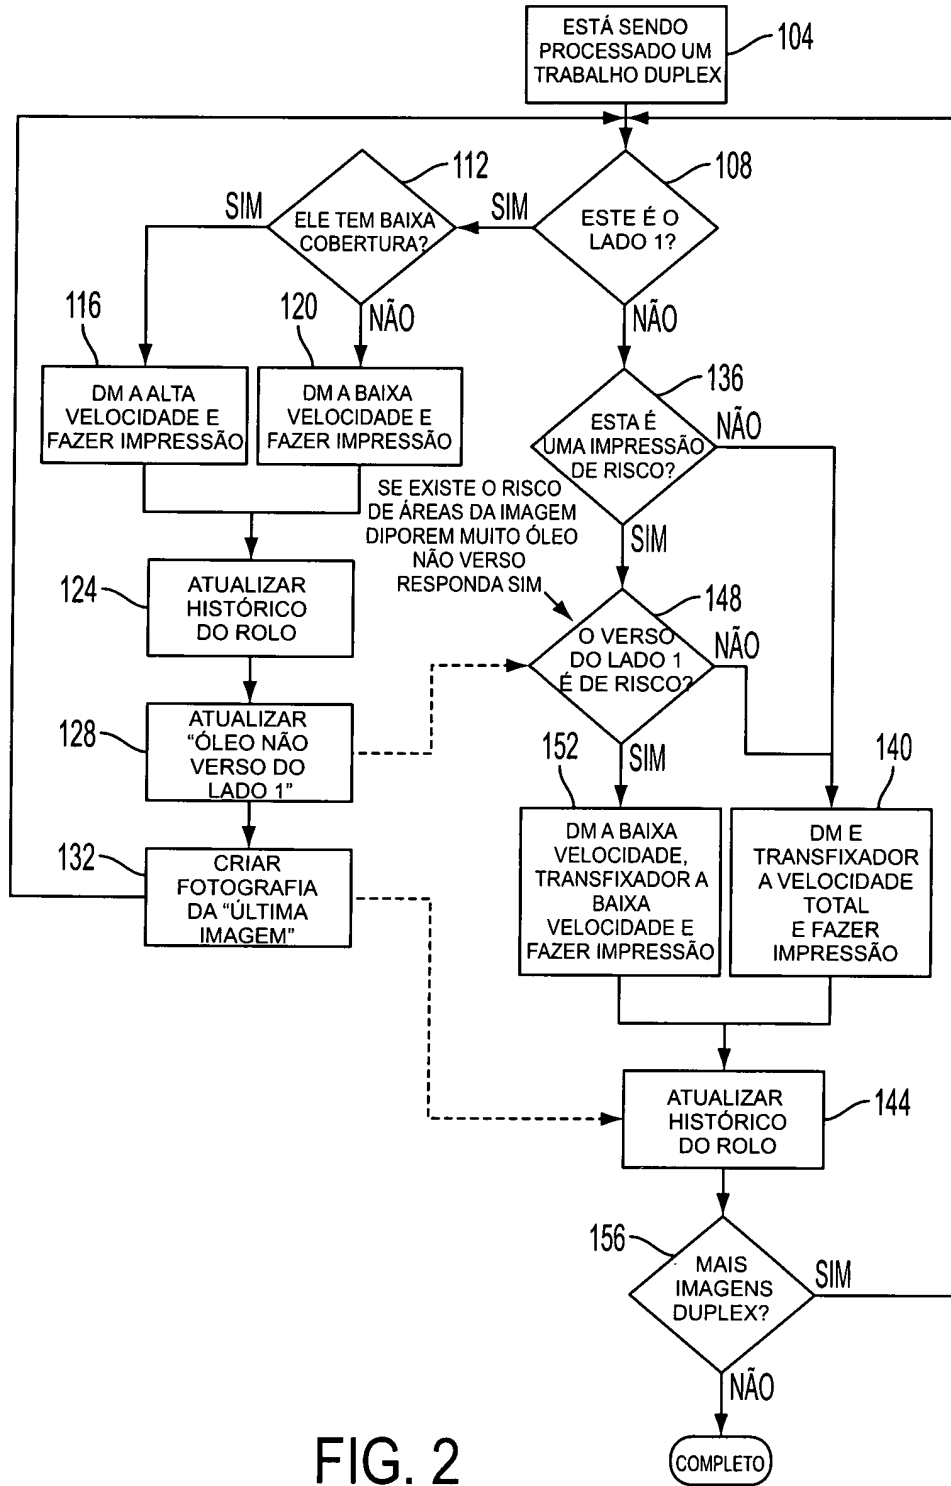 ESTÁ SENDO
PROCESSADO UM
TRABALHO DUPLEX
104
108
ESTE É O
LADO 1?
SIM
NÃO
112
ELE TEM BAIXA
COBERTURA?
SIM
NÃO
116
DM A ALTA
VELOCIDADE E
FAZER IMPRESSÃO
120
DM A BAIXA
VELOCIDADE E
FAZER IMPRESSÃO
124
ATUALIZAR
HISTÓRICO
DO ROLO
128
ATUALIZAR
“ÓLEO NÃO
VERSO DO
LADO 1”
132
CRIAR
FOTOGRAFIA
DA “ÚLTIMA
IMAGEM”
136
ESTA É
UMA IMPRESSÃO
DE RISCO?
NÃO
SIM
SE EXISTE O RISCO
DE ÁREAS DA IMAGEM
DIPOREM MUITO ÓLEO
NÃO VERSO
RESPONDA SIM
148
O VERSO
DO LADO 1
É DE RISCO?
NÃO
SIM
152
DM A BAIXA
VELOCIDADE,
TRANSFIXADOR A
BAIXA
VELOCIDADE E
FAZER IMPRESSÃO
140
DM E
TRANSFIXADOR
A VELOCIDADE
TOTAL
E FAZER
IMPRESSÃO
144
ATUALIZAR
HISTÓRICO
DO ROLO
156
MAIS
IMAGENS
DUPLEX?
SIM
NÃO
COMPLETO
FIG. 2